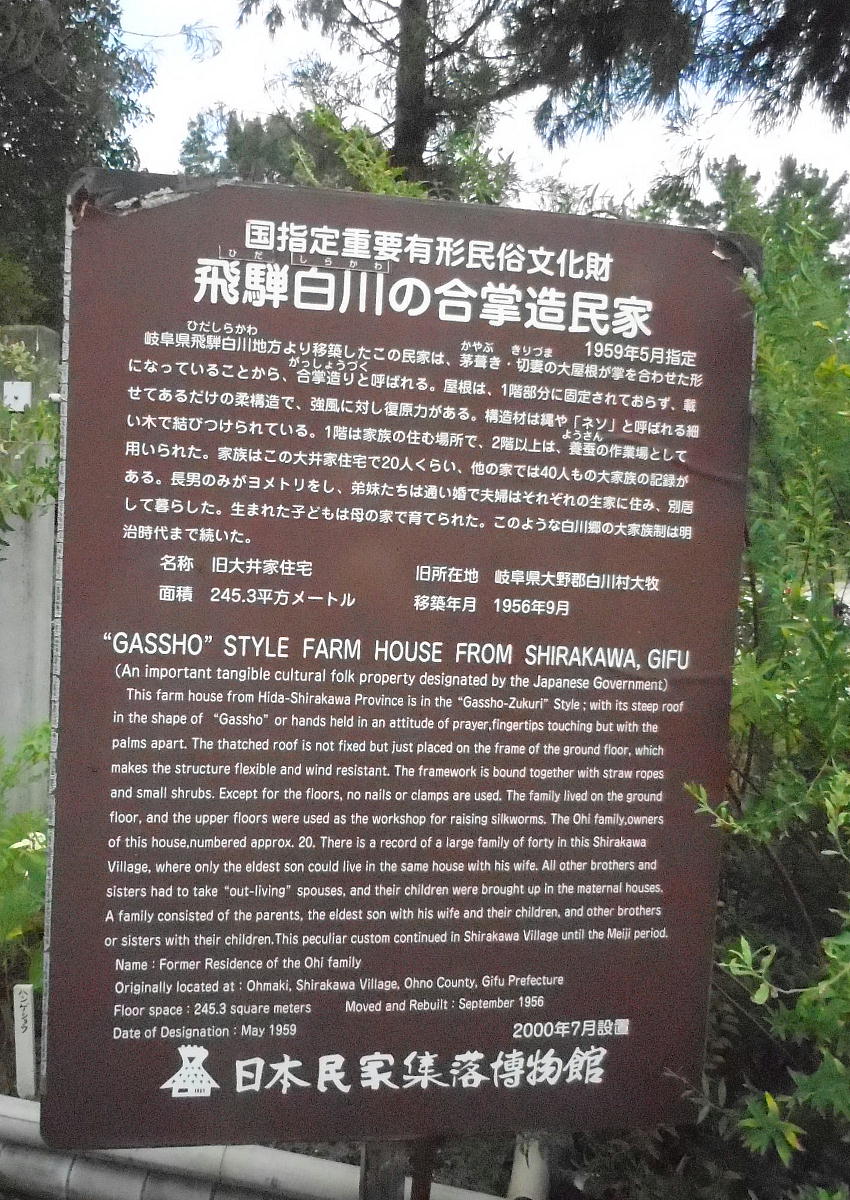 国指定重要有形民俗文化財
ひだ しらかわ
飛騨白川の合掌造民家
1959年5月指定
ひだしらかわ かやぶ きりづま
岐阜県飛騨白川地方より移築したこの民家は、茅葺き・切妻の大屋根が掌を合わせた形
がっしょうづく
になっていることから、合掌造りと呼ばれる。屋根は、1階部分に固定されておらず、載
せてあるだけの柔構造で、強風に対し復原力がある。構造材は縄や「ネソ」と呼ばれる細
ようさん
い木で結びつけられている。1階は家族の住む場所で、2階以上は、養蚕の作業場として
用いられた。家族はこの大井家住宅で20人くらい、他の家では40人もの大家族の記録が
ある。長男のみがヨメトリをし、弟妹たちは通い婚で夫婦はそれぞれの生家に住み、別居
して暮らした。生まれた子どもは母の家で育てられた。このような白川郷の大家族制は明
治時代まで続いた。
名称 旧大井家住宅 旧所在地 岐阜県大野郡白川村大牧
面積 245.3平方メートル 移築年月 1956年9月
“GASSHO” STYLE FARM HOUSE FROM SHIRAKAWA, GIFU
(An important tangible cultural folk property designated by the Japanese Government)
This farm house from Hida-Shirakawa Province is in the “Gassho-Zukuri” Style ; with its steep roof
in the shape of “Gassho” or hands held in an attitude of prayer,fingertips touching but with the
palms apart. The thatched roof is not fixed but just placed on the frame of the ground floor, which
makes the structure flexible and wind resistant. The framework is bound together with straw ropes
and small shrubs. Except for the floors, no nails or clamps are used. The family lived on the ground
floor, and the upper floors were used as the workshop for raising silkworms. The Ohi family,owners
of this house,numbered approx. 20. There is a record of a large family of forty in this Shirakawa
Village, where only the eldest son could live in the same house with his wife. All other brothers and
sisters had to take “out-living” spouses, and their children were brought up in the maternal houses.
A family consisted of the parents, the eldest son with his wife and their children, and other brothers
or sisters with their children.This peculiar custom continued in Shirakawa Village until the Meiji period.
Name : Former Residence of the Ohi family
Originally located at : Ohmaki, Shirakawa Village, Ohno County, Gifu Prefecture
Floor space : 245.3 square meters Moved and Rebuilt : September 1956
Date of Designation : May 1959
2000年7月設置
日本民家集落博物館
ハンゲショウ